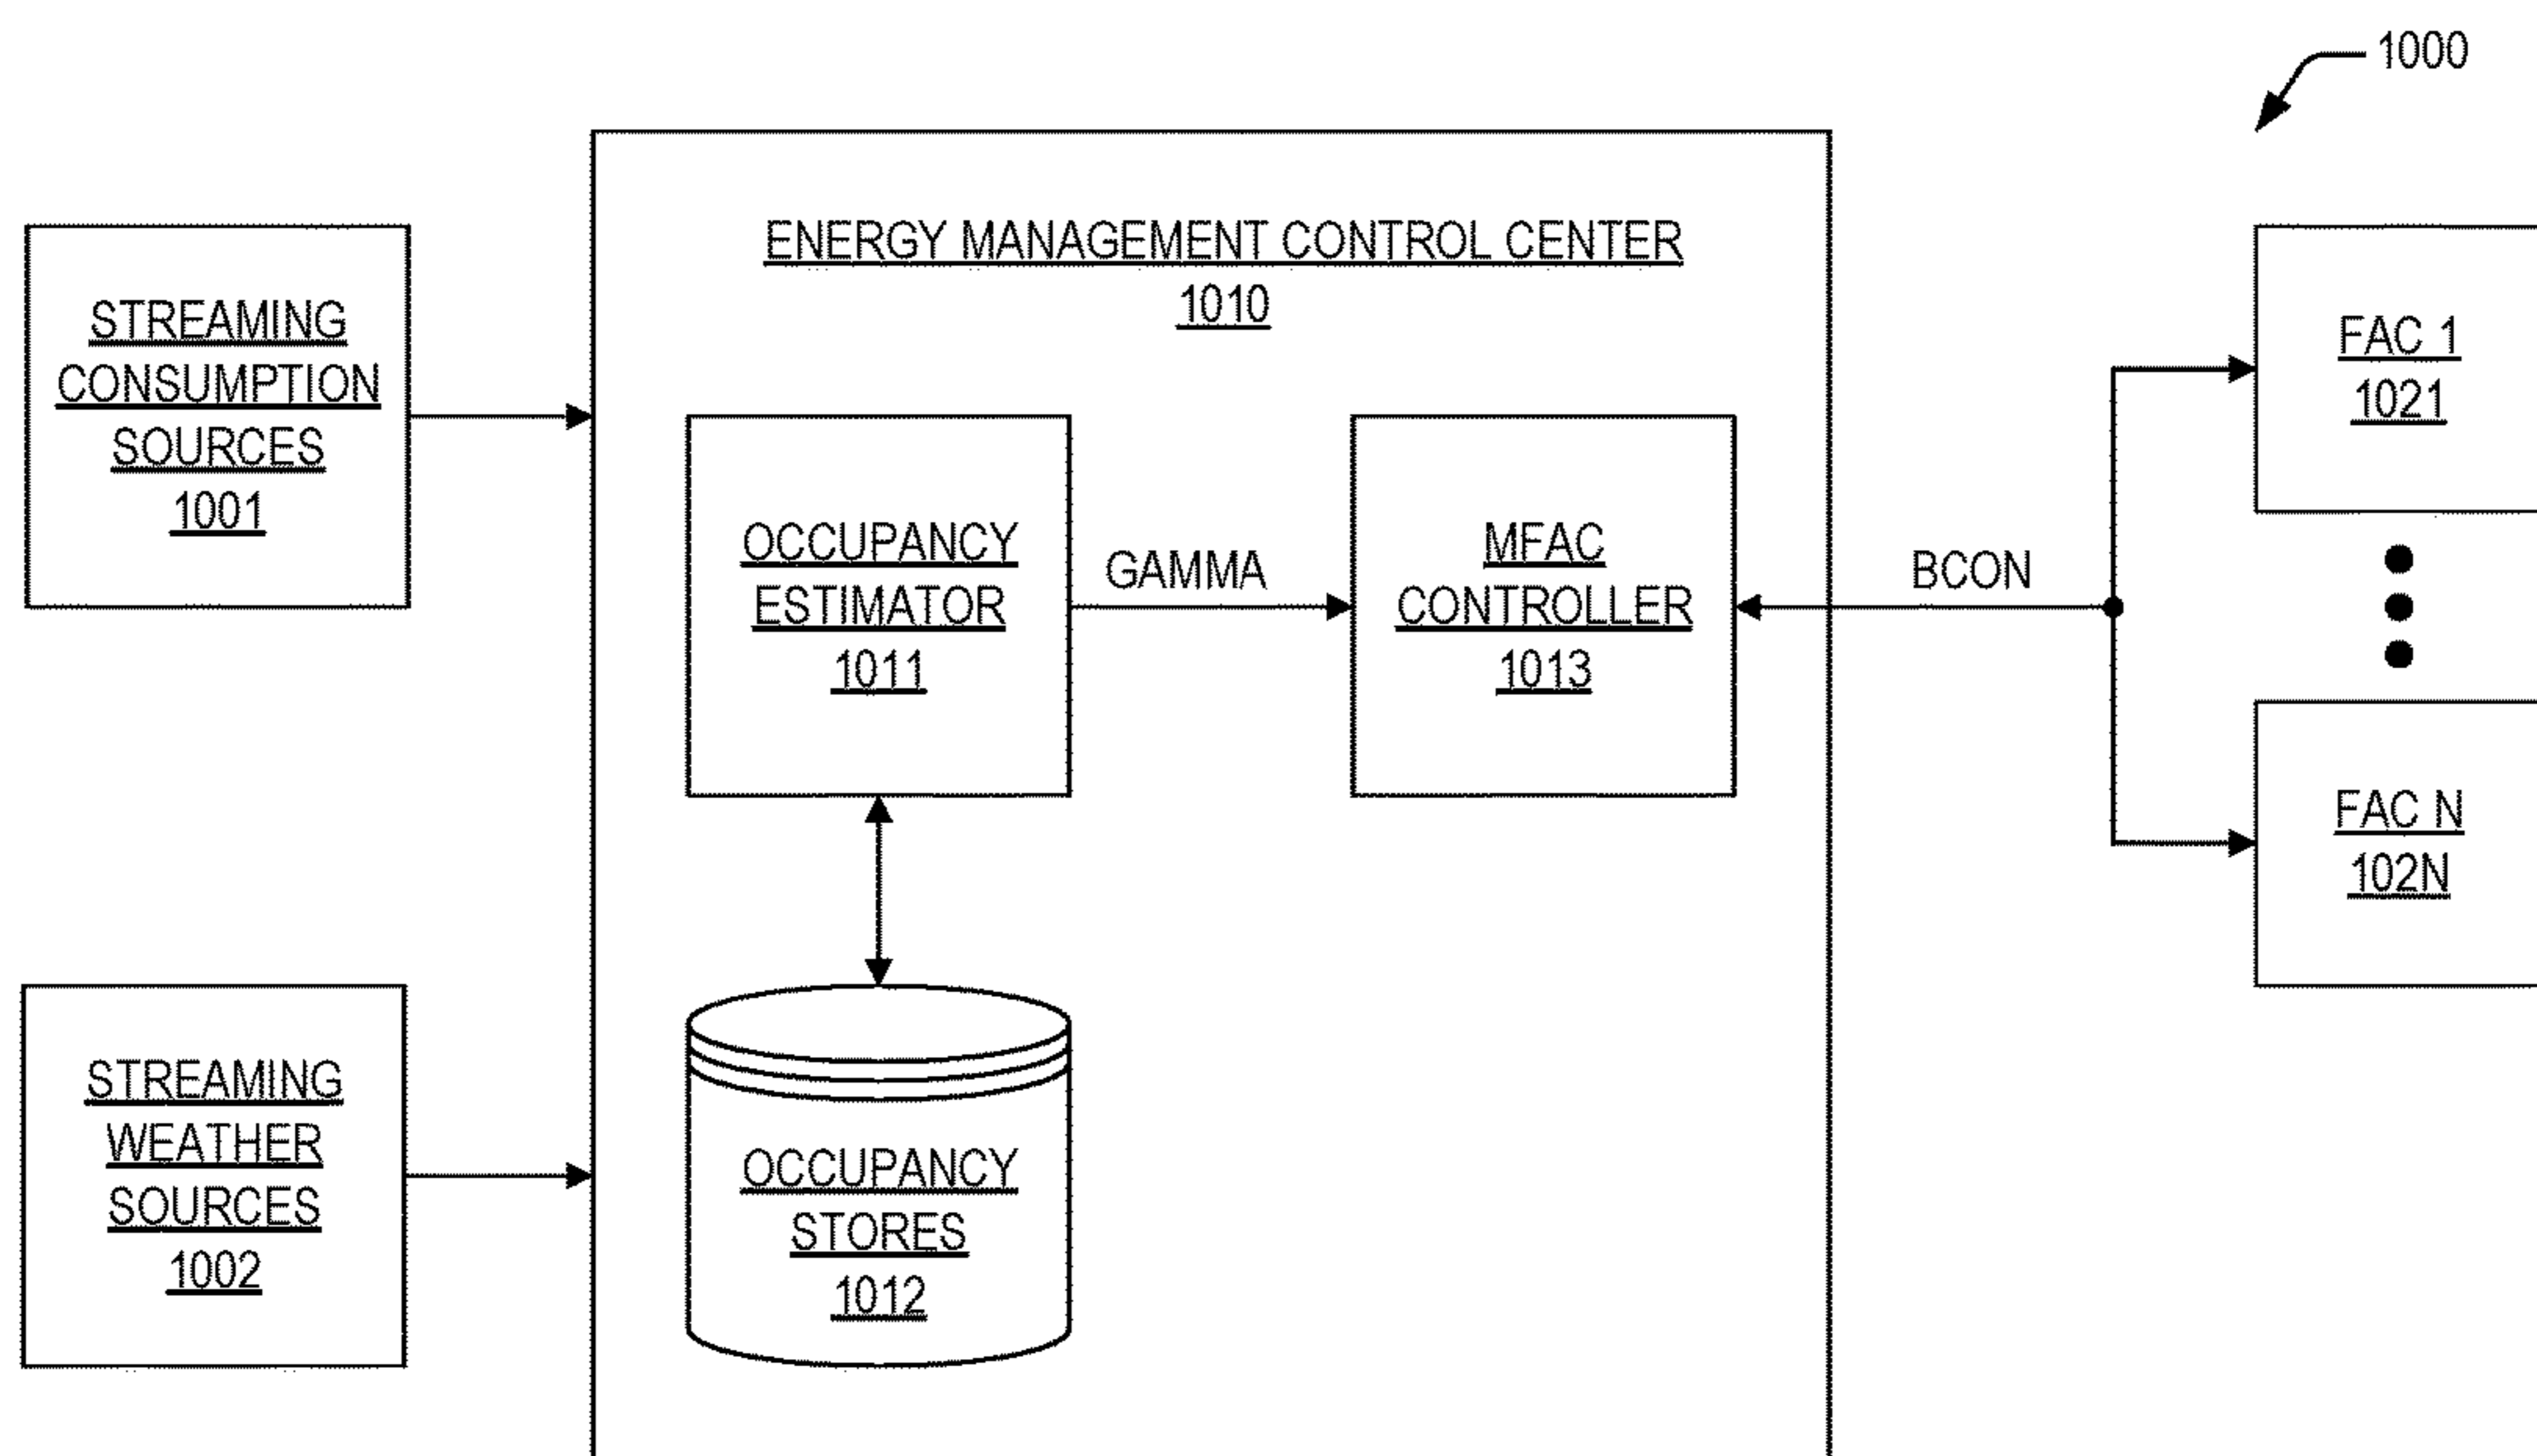 1000
ENERGY MANAGEMENT CONTROL CENTER
1010
STREAMING
CONSUMPTION
SOURCES
1001
STREAMING
WEATHER
SOURCES
1002
OCCUPANCY
ESTIMATOR
1011
GAMMA
MFAC
CONTROLLER
1013
OCCUPANCY
STORES
1012
BCON
FAC 1
1021
FAC N
102N